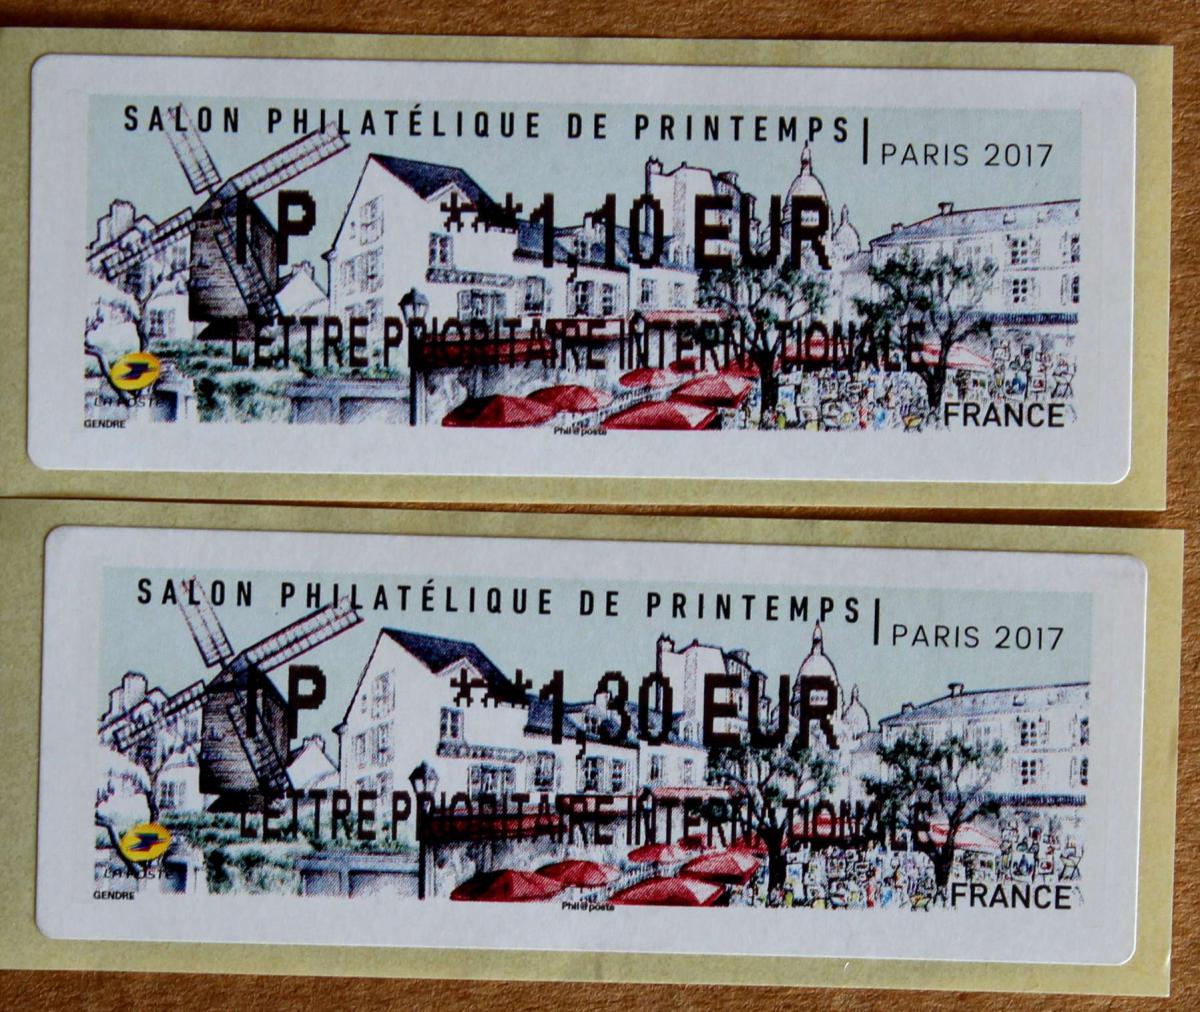 SALON PHILATÉLIQUE DE PRINTEMPS | PARIS 2017
IP ***1,10 EUR
LETTRE PRIORITAIRE INTERNATIONALE
LA POSTE
FRANCE
GENDRE
Phil@poste
SALON PHILATÉLIQUE DE PRINTEMPS | PARIS 2017
IP ***1,30 EUR
LETTRE PRIORITAIRE INTERNATIONALE
LA POSTE
FRANCE
GENDRE
Phil@poste